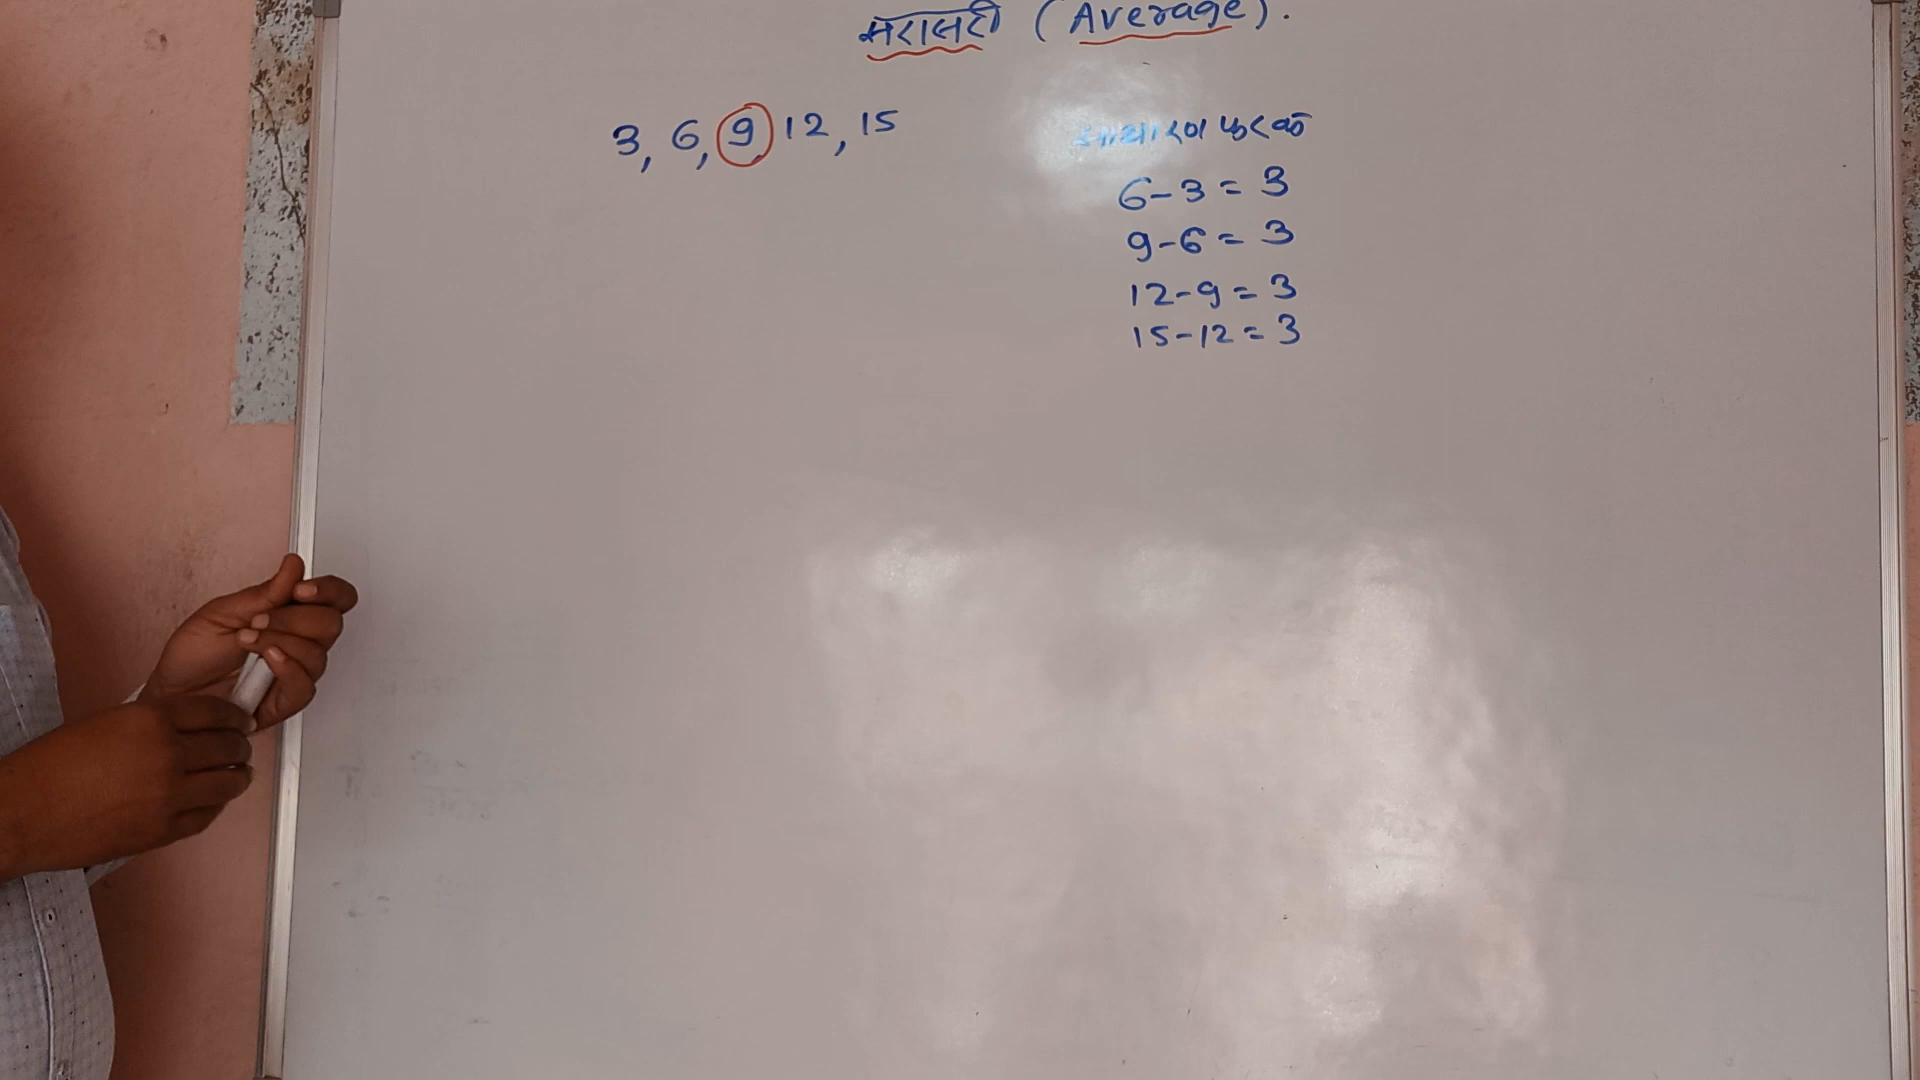 सरासरी (Average).
3, 6, 9, 12, 15
साधारण फरक
6-3 = 3
9-6 = 3
12-9 = 3
15-12 = 3